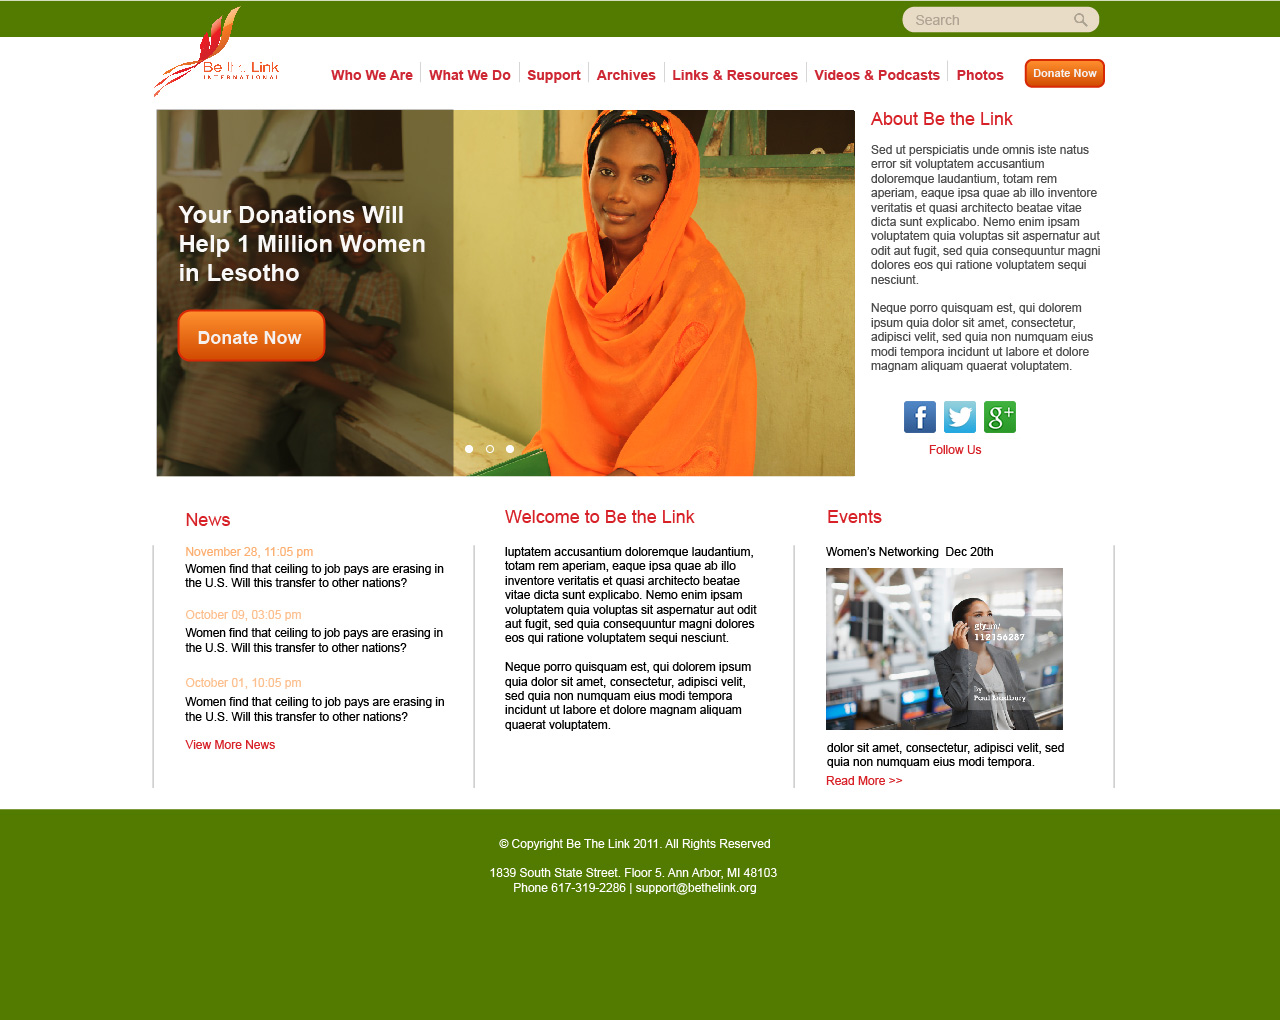 Search
Be the Link
INTERNATIONAL
Who We Are
What We Do
Support
Archives
Links & Resources
Videos & Podcasts
Photos
Donate Now
Your Donations Will
Help 1 Million Women
in Lesotho
Donate Now
About Be the Link
Sed ut perspiciatis unde omnis iste natus
error sit voluptatem accusantium
doloremque laudantium, totam rem
aperiam, eaque ipsa quae ab illo inventore
veritatis et quasi architecto beatae vitae
dicta sunt explicabo. Nemo enim ipsam
voluptatem quia voluptas sit aspernatur aut
odit aut fugit, sed quia consequuntur magni
dolores eos qui ratione voluptatem sequi
nesciunt.
Neque porro quisquam est, qui dolorem
ipsum quia dolor sit amet, consectetur,
adipisci velit, sed quia non numquam eius
modi tempora incidunt ut labore et dolore
magnam aliquam quaerat voluptatem.
f
g+
Follow Us
News
November 28, 11:05 pm
Women find that ceiling to job pays are erasing in
the U.S. Will this transfer to other nations?
October 09, 03:05 pm
Women find that ceiling to job pays are erasing in
the U.S. Will this transfer to other nations?
October 01, 10:05 pm
Women find that ceiling to job pays are erasing in
the U.S. Will this transfer to other nations?
View More News
Welcome to Be the Link
luptatem accusantium doloremque laudantium,
totam rem aperiam, eaque ipsa quae ab illo
inventore veritatis et quasi architecto beatae
vitae dicta sunt explicabo. Nemo enim ipsam
voluptatem quia voluptas sit aspernatur aut odit
aut fugit, sed quia consequuntur magni dolores
eos qui ratione voluptatem sequi nesciunt.
Neque porro quisquam est, qui dolorem ipsum
quia dolor sit amet, consectetur, adipisci velit,
sed quia non numquam eius modi tempora
incidunt ut labore et dolore magnam aliquam
quaerat voluptatem.
Events
Women's Networking  Dec 20th
112156287
By
Paul Bradbury
dolor sit amet, consectetur, adipisci velit, sed
quia non numquam eius modi tempora.
Read More >>
© Copyright Be The Link 2011. All Rights Reserved
1839 South State Street. Floor 5. Ann Arbor, MI 48103
Phone 617-319-2286 | support@bethelink.org